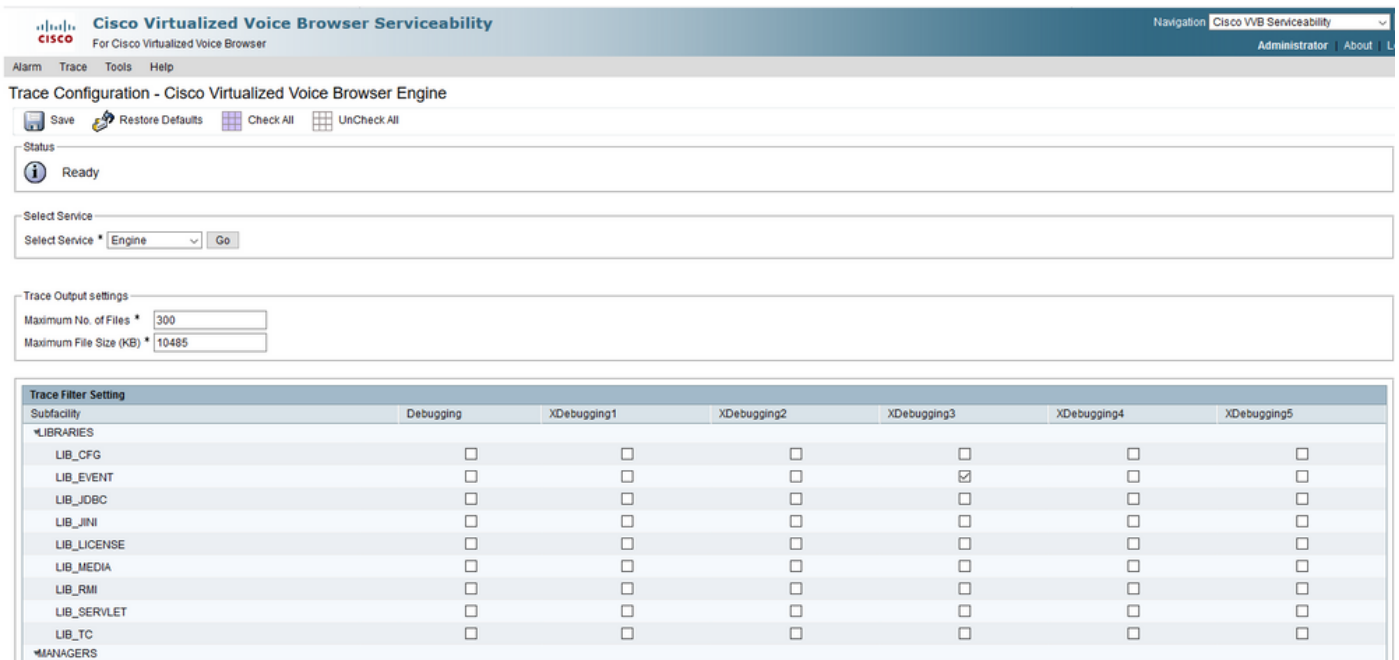 cisco
Cisco Virtualized Voice Browser Serviceability
For Cisco Virtualized Voice Browser
Navigation Cisco VVB Serviceability
Administrator | About | L
Alarm Trace Tools Help
Trace Configuration - Cisco Virtualized Voice Browser Engine
Save Restore Defaults Check All UnCheck All
Status
Ready
Select Service
Select Service * Engine Go
Trace Output settings
Maximum No. of Files * 300
Maximum File Size (KB) * 10485
Trace Filter Setting
Subfacility Debugging XDebugging1 XDebugging2 XDebugging3 XDebugging4 XDebugging5
LIBRARIES
LIB_CFG
LIB_EVENT
LIB_JDBC
LIB_JINI
LIB_LICENSE
LIB_MEDIA
LIB_RMI
LIB_SERVLET
LIB_TC
MANAGERS